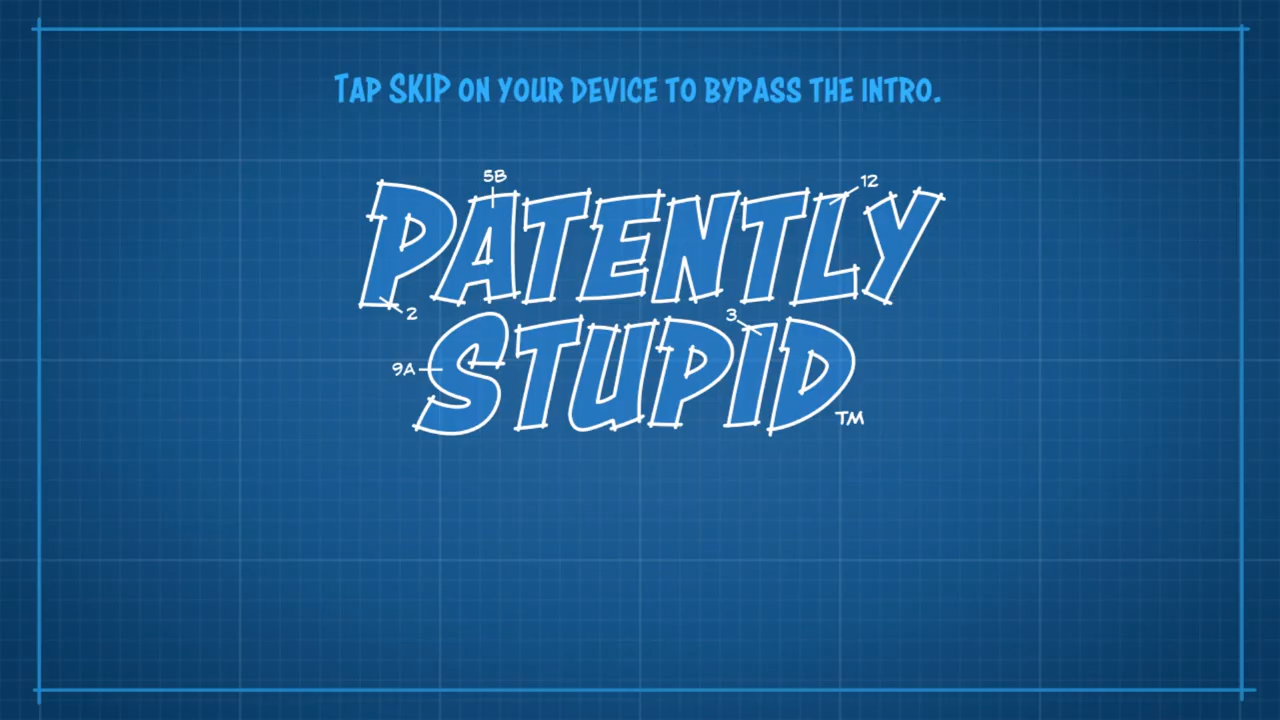 TAP SKIP ON YOUR DEVICE TO BYPASS THE INTRO.
5B
12
PATENTLY
2
3
9A
STUPID
TM